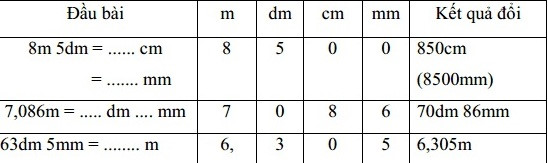 Đầu bài m dm cm mm Kết quả đổi
8m 5dm = ...... cm 8 5 0 0 850cm
= ....... mm (8500mm)
7,086m = ..... dm .... mm 7 0 8 6 70dm 86mm
63dm 5mm = ........ m 6, 3 0 5 6,305m